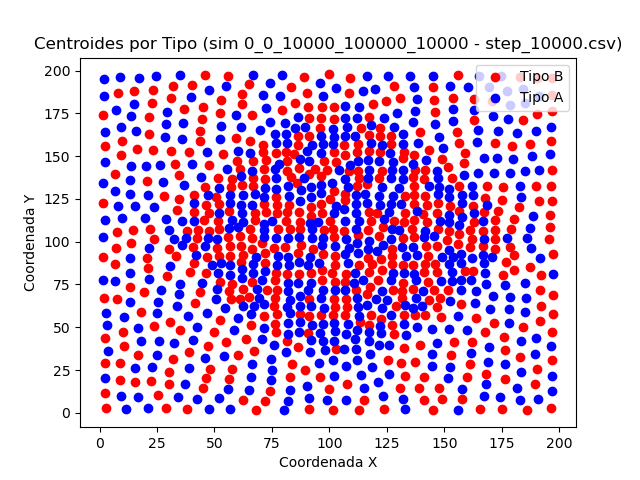 Centroides por Tipo (sim 0_0_10000_100000_10000 - step_10000.csv)
Tipo B
Tipo A
200
175
150
125
100
75
50
25
0
Coordenada Y
0 25 50 75 100 125 150 175 200
Coordenada X